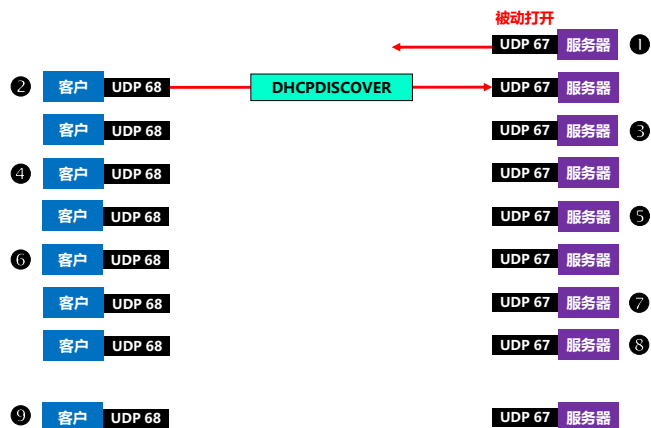 被动打开
UDP 67 服务器 ❶
❷ 客户 UDP 68 DHCPDISCOVER UDP 67 服务器
客户 UDP 68 UDP 67 服务器 ❸
❹ 客户 UDP 68 UDP 67 服务器
客户 UDP 68 UDP 67 服务器 ❺
❻ 客户 UDP 68 UDP 67 服务器
客户 UDP 68 UDP 67 服务器 ❼
客户 UDP 68 UDP 67 服务器 ❽
❾ 客户 UDP 68 UDP 67 服务器